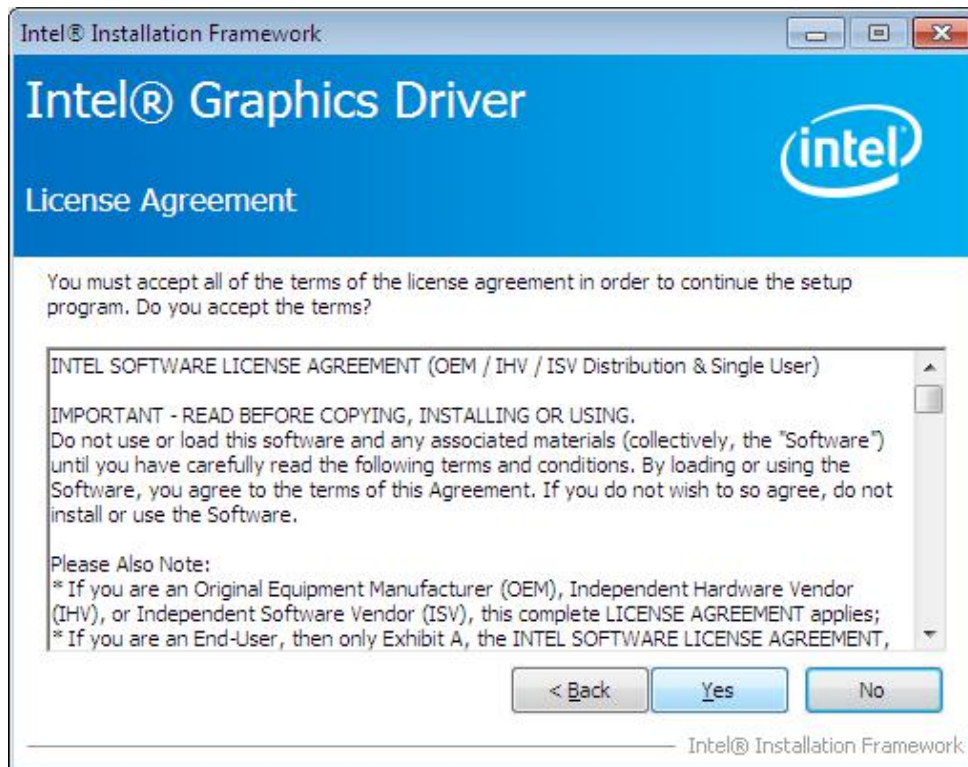 Intel® Installation Framework
Intel® Graphics Driver
intel
License Agreement
You must accept all of the terms of the license agreement in order to continue the setup
program. Do you accept the terms?
INTEL SOFTWARE LICENSE AGREEMENT (OEM / IHV / ISV Distribution & Single User)
IMPORTANT - READ BEFORE COPYING, INSTALLING OR USING.
Do not use or load this software and any associated materials (collectively, the "Software")
until you have carefully read the following terms and conditions. By loading or using the
Software, you agree to the terms of this Agreement. If you do not wish to so agree, do not
install or use the Software.
Please Also Note:
* If you are an Original Equipment Manufacturer (OEM), Independent Hardware Vendor
(IHV), or Independent Software Vendor (ISV), this complete LICENSE AGREEMENT applies;
* If you are an End-User, then only Exhibit A, the INTEL SOFTWARE LICENSE AGREEMENT,
< Back Yes No
Intel® Installation Framework